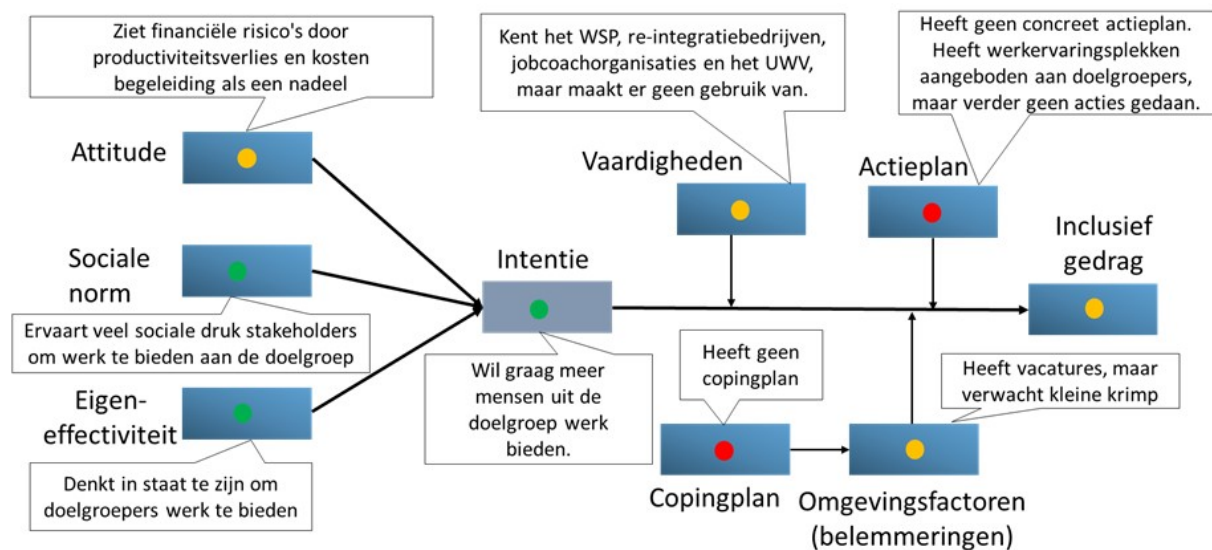 Ziet financiële risico's door
productiviteitsverlies en kosten
begeleiding als een nadeel
Kent het WSP, re-integratiebedrijven,
jobcoachorganisaties en het UWV,
maar maakt er geen gebruik van.
Heeft geen concreet actieplan.
Heeft werkervaringsplekken
aangeboden aan doelgroepers,
maar verder geen acties gedaan.
Attitude
Vaardigheden
Actieplan
Sociale
norm
Intentie
Inclusief
gedrag
Ervaart veel sociale druk stakeholders
om werk te bieden aan de doelgroep
Wil graag meer
mensen uit de
doelgroep werk
bieden.
Heeft geen
copingplan
Heeft vacatures, maar
verwacht kleine krimp
Eigen-
effectiviteit
Denkt in staat te zijn om
doelgroepers werk te bieden
Copingplan
Omgevingsfactoren
(belemmeringen)